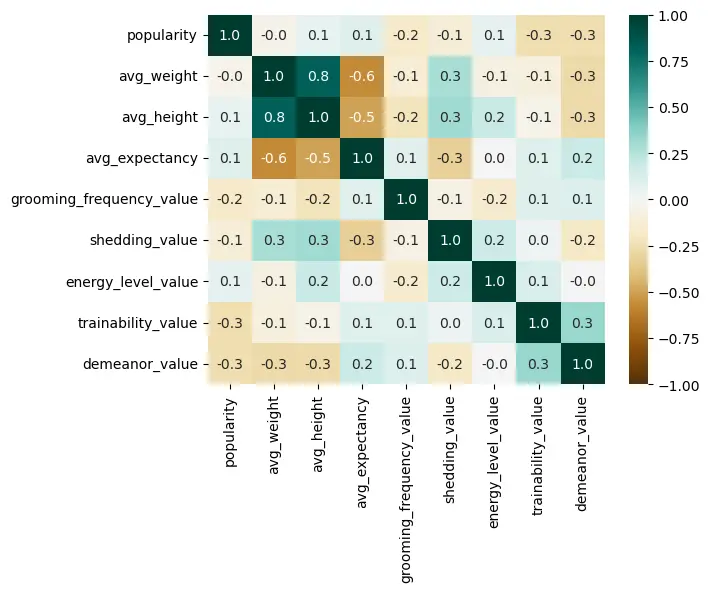 popularity 1.0 -0.0 0.1 0.1 -0.2 -0.1 0.1 -0.3 -0.3
avg_weight -0.0 1.0 0.8 -0.6 -0.1 0.3 -0.1 -0.1 -0.3
avg_height 0.1 0.8 1.0 -0.5 -0.2 0.3 0.2 -0.1 -0.3
avg_expectancy 0.1 -0.6 -0.5 1.0 0.1 -0.3 0.0 0.1 0.2
grooming_frequency_value -0.2 -0.1 -0.2 0.1 1.0 -0.1 -0.2 0.1 0.1
shedding_value -0.1 0.3 0.3 -0.3 -0.1 1.0 0.2 0.0 -0.2
energy_level_value 0.1 -0.1 0.2 0.0 -0.2 0.2 1.0 0.1 -0.0
trainability_value -0.3 -0.1 -0.1 0.1 0.1 0.0 0.1 1.0 0.3
demeanor_value -0.3 -0.3 -0.3 0.2 0.1 -0.2 -0.0 0.3 1.0
popularity
avg_weight
avg_height
avg_expectancy
grooming_frequency_value
shedding_value
energy_level_value
trainability_value
demeanor_value
1.00
0.75
0.50
0.25
0.00
−0.25
−0.50
−0.75
−1.00